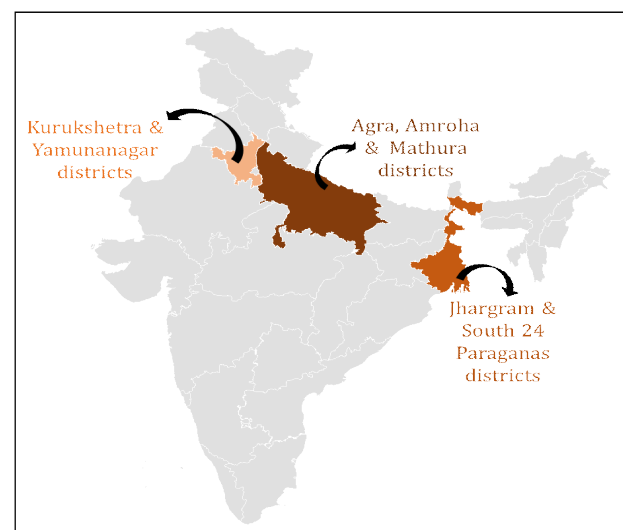 Kurukshetra &
Yamunanagar
districts
Agra, Amroha
& Mathura
districts
Jhargram &
South 24
Paraganas
districts